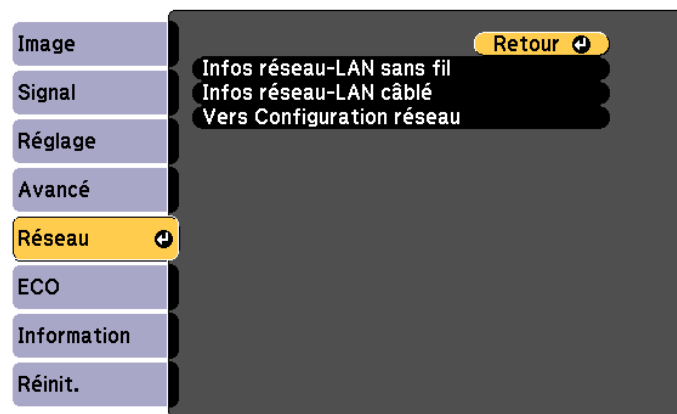 Image
Signal
Réglage
Avancé
Réseau
ECO
Information
Réinit.
Retour
Infos réseau-LAN sans fil
Infos réseau-LAN câblé
Vers Configuration réseau